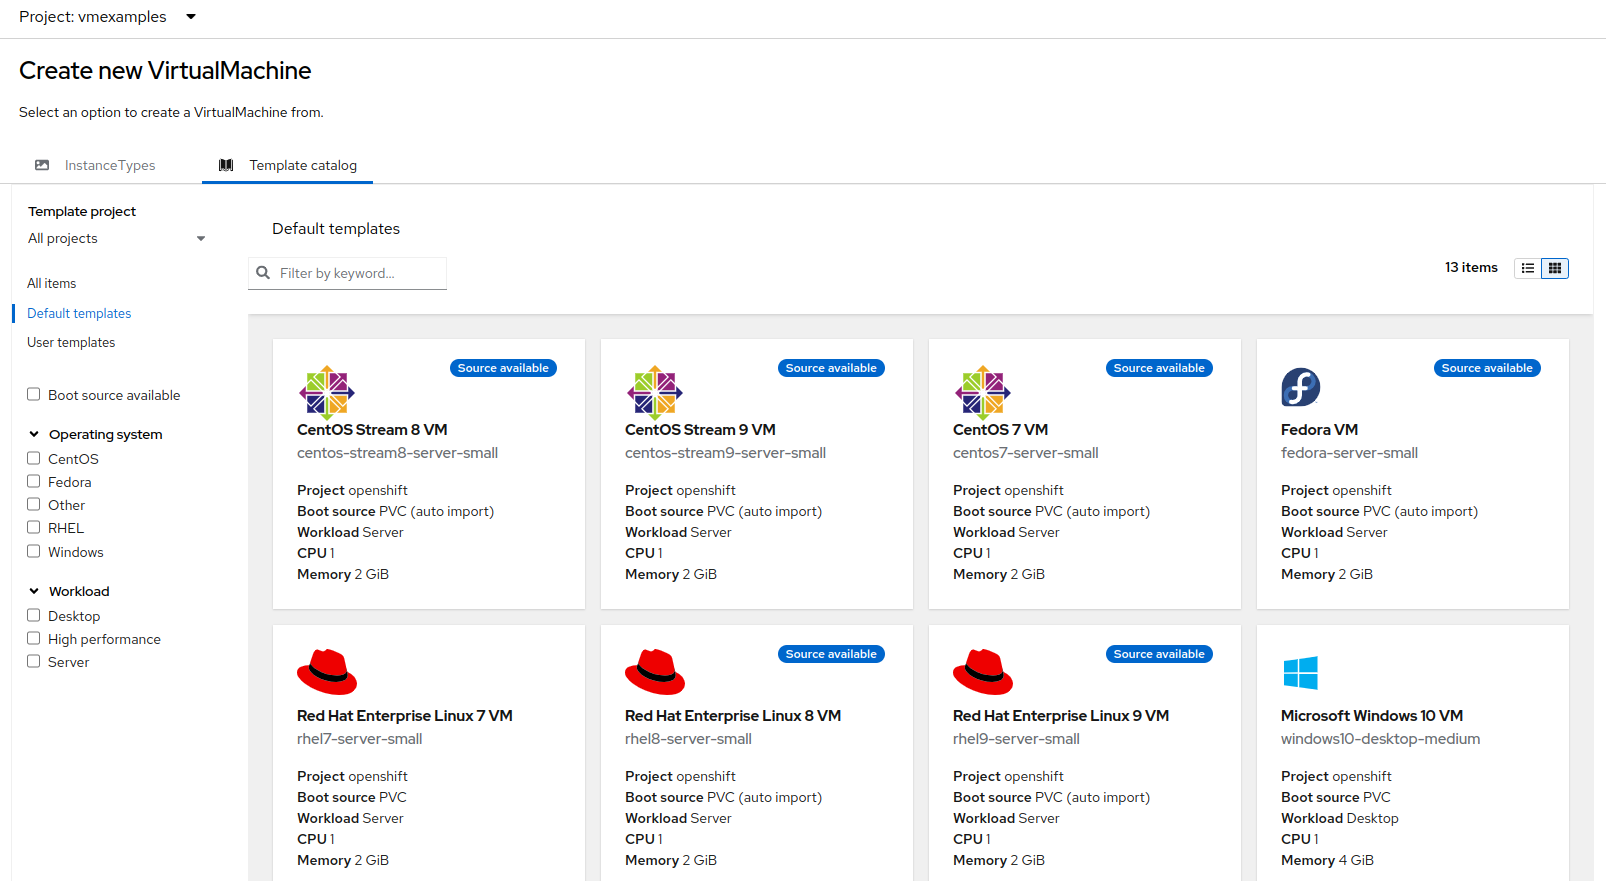 Project: vmexamples
Create new VirtualMachine
Select an option to create a VirtualMachine from.
InstanceTypes
Template catalog
Template project
All projects
All items
Default templates
User templates
Boot source available
Operating system
CentOS
Fedora
Other
RHEL
Windows
Workload
Desktop
High performance
Server
Default templates
Filter by keyword...
13 items
Source available
CentOS Stream 8 VM
centos-stream8-server-small
Project openshift
Boot source PVC (auto import)
Workload Server
CPU 1
Memory 2 GiB
Source available
CentOS Stream 9 VM
centos-stream9-server-small
Project openshift
Boot source PVC (auto import)
Workload Server
CPU 1
Memory 2 GiB
Source available
CentOS 7 VM
centos7-server-small
Project openshift
Boot source PVC (auto import)
Workload Server
CPU 1
Memory 2 GiB
Source available
Fedora VM
fedora-server-small
Project openshift
Boot source PVC (auto import)
Workload Server
CPU 1
Memory 2 GiB
Red Hat Enterprise Linux 7 VM
rhel7-server-small
Project openshift
Boot source PVC
Workload Server
CPU 1
Memory 2 GiB
Source available
Red Hat Enterprise Linux 8 VM
rhel8-server-small
Project openshift
Boot source PVC (auto import)
Workload Server
CPU 1
Memory 2 GiB
Source available
Red Hat Enterprise Linux 9 VM
rhel9-server-small
Project openshift
Boot source PVC (auto import)
Workload Server
CPU 1
Memory 2 GiB
Microsoft Windows 10 VM
windows10-desktop-medium
Project openshift
Boot source PVC
Workload Desktop
CPU 1
Memory 4 GiB